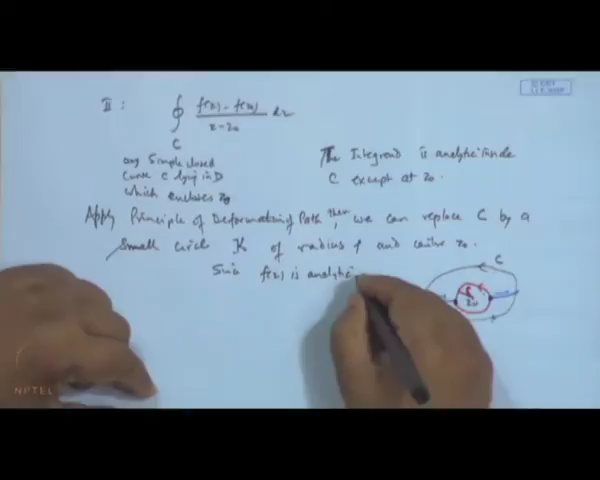 II : ∮ f(z) - f(z0) / z - z0 dz
C
any Simple closed
curve C lying in D
which encloses z0
The Integrand is analytic inside
C except at z0.
Apply Principle of Deformation of Path then, we can replace C by a
small circle K of radius ρ and centre z0.
Since f(z) is analytic
C
z0
NPTEL